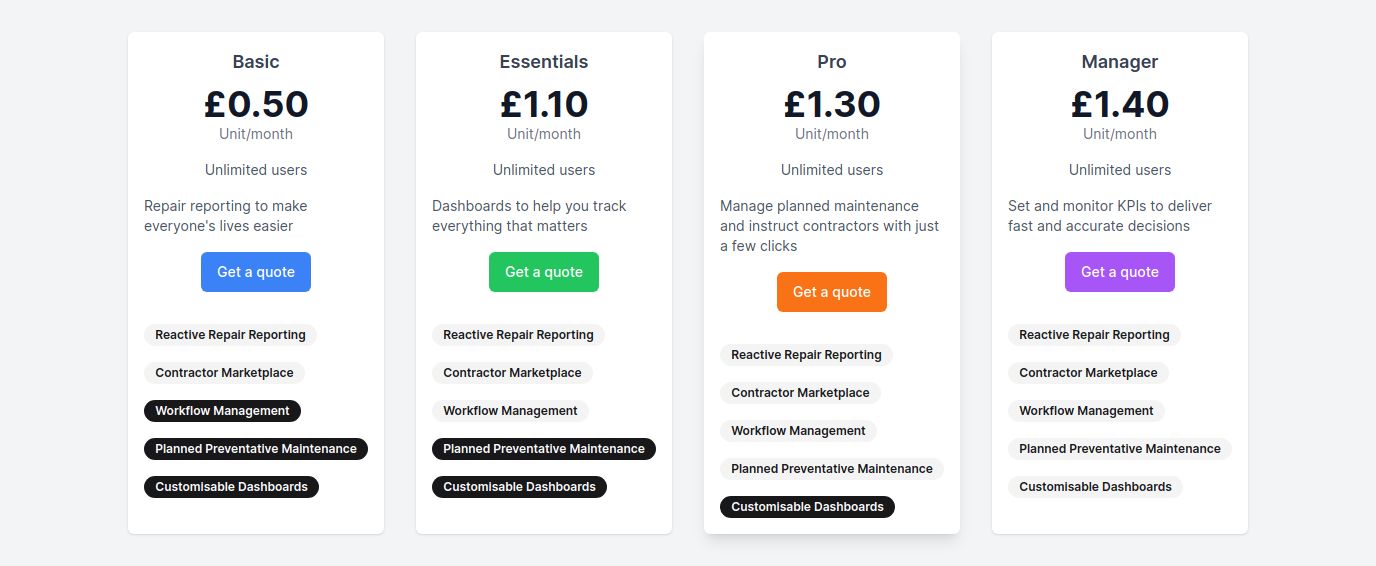 Basic
£0.50
Unit/month
Unlimited users
Repair reporting to make
everyone's lives easier
Get a quote
Reactive Repair Reporting
Contractor Marketplace
Workflow Management
Planned Preventative Maintenance
Customisable Dashboards
Essentials
£1.10
Unit/month
Unlimited users
Dashboards to help you track
everything that matters
Get a quote
Reactive Repair Reporting
Contractor Marketplace
Workflow Management
Planned Preventative Maintenance
Customisable Dashboards
Pro
£1.30
Unit/month
Unlimited users
Manage planned maintenance
and instruct contractors with just
a few clicks
Get a quote
Reactive Repair Reporting
Contractor Marketplace
Workflow Management
Planned Preventative Maintenance
Customisable Dashboards
Manager
£1.40
Unit/month
Unlimited users
Set and monitor KPIs to deliver
fast and accurate decisions
Get a quote
Reactive Repair Reporting
Contractor Marketplace
Workflow Management
Planned Preventative Maintenance
Customisable Dashboards